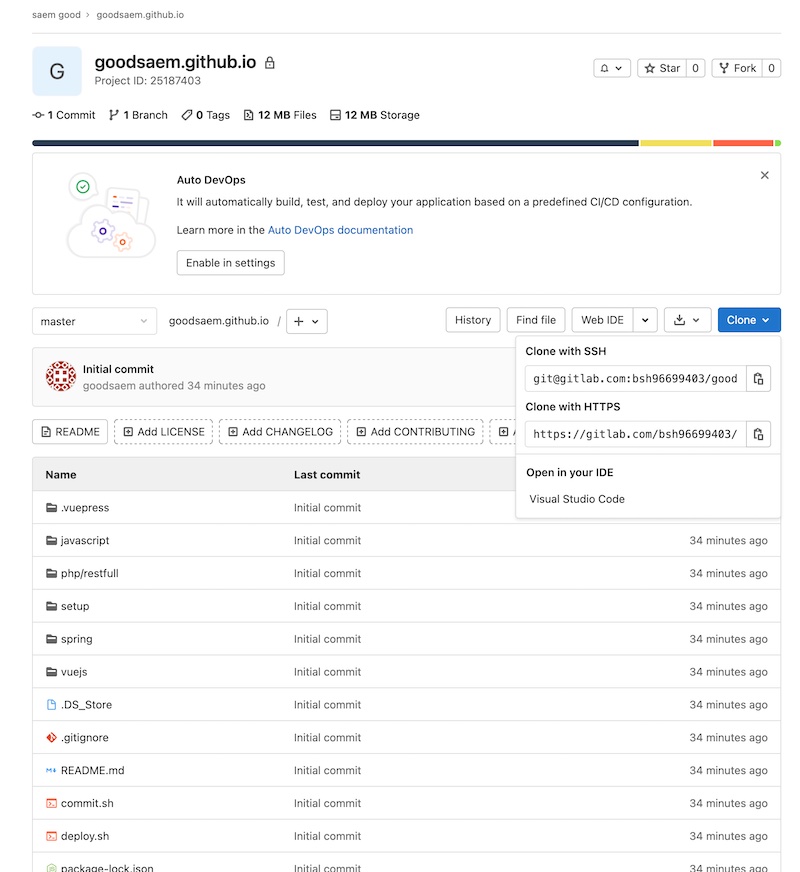 saem good > goodsaem.github.io
G
goodsaem.github.io
Project ID: 25187403
Star 0 Fork 0
1 Commit 1 Branch 0 Tags 12 MB Files 12 MB Storage
Auto DevOps
It will automatically build, test, and deploy your application based on a predefined CI/CD configuration.
Learn more in the Auto DevOps documentation
Enable in settings
master goodsaem.github.io / + History Find file Web IDE Clone
Clone with SSH
git@gitlab.com:bsh96699403/good
Clone with HTTPS
https://gitlab.com/bsh96699403/
Open in your IDE
Visual Studio Code
Initial commit
goodsaem authored 34 minutes ago
README Add LICENSE Add CHANGELOG Add CONTRIBUTING
Name Last commit
.vuepress Initial commit
javascript Initial commit 34 minutes ago
php/restfull Initial commit 34 minutes ago
setup Initial commit 34 minutes ago
spring Initial commit 34 minutes ago
vuejs Initial commit 34 minutes ago
.DS_Store Initial commit 34 minutes ago
.gitignore Initial commit 34 minutes ago
README.md Initial commit 34 minutes ago
commit.sh Initial commit 34 minutes ago
deploy.sh Initial commit 34 minutes ago
package-lock.json Initial commit 34 minutes ago